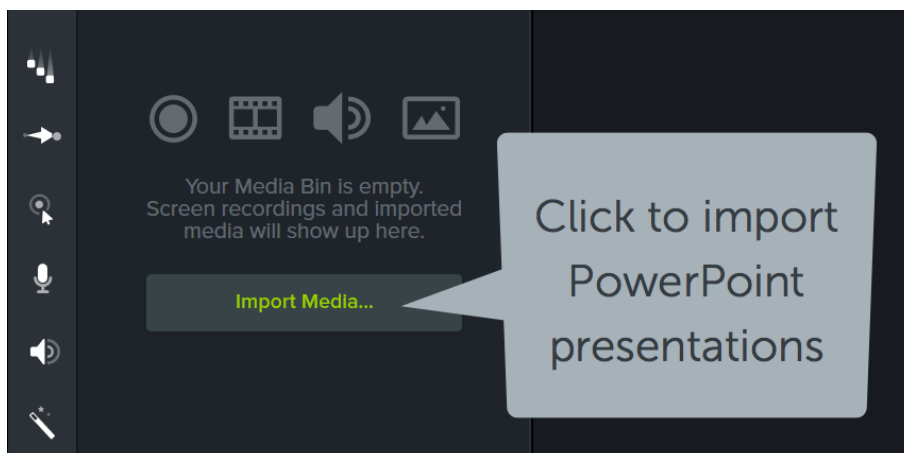 Your Media Bin is empty.
Screen recordings and imported
media will show up here.
Import Media...
Click to import
PowerPoint
presentations